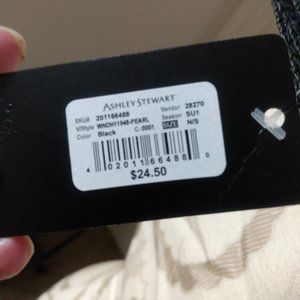 ASHLEY STEWART
SKU# 201166488 Vendor 28270
V/Style WNDH11948-PEARL Season SU1
Color Black C-0001 SIZE N/S
4 02011 66488 0
$24.50